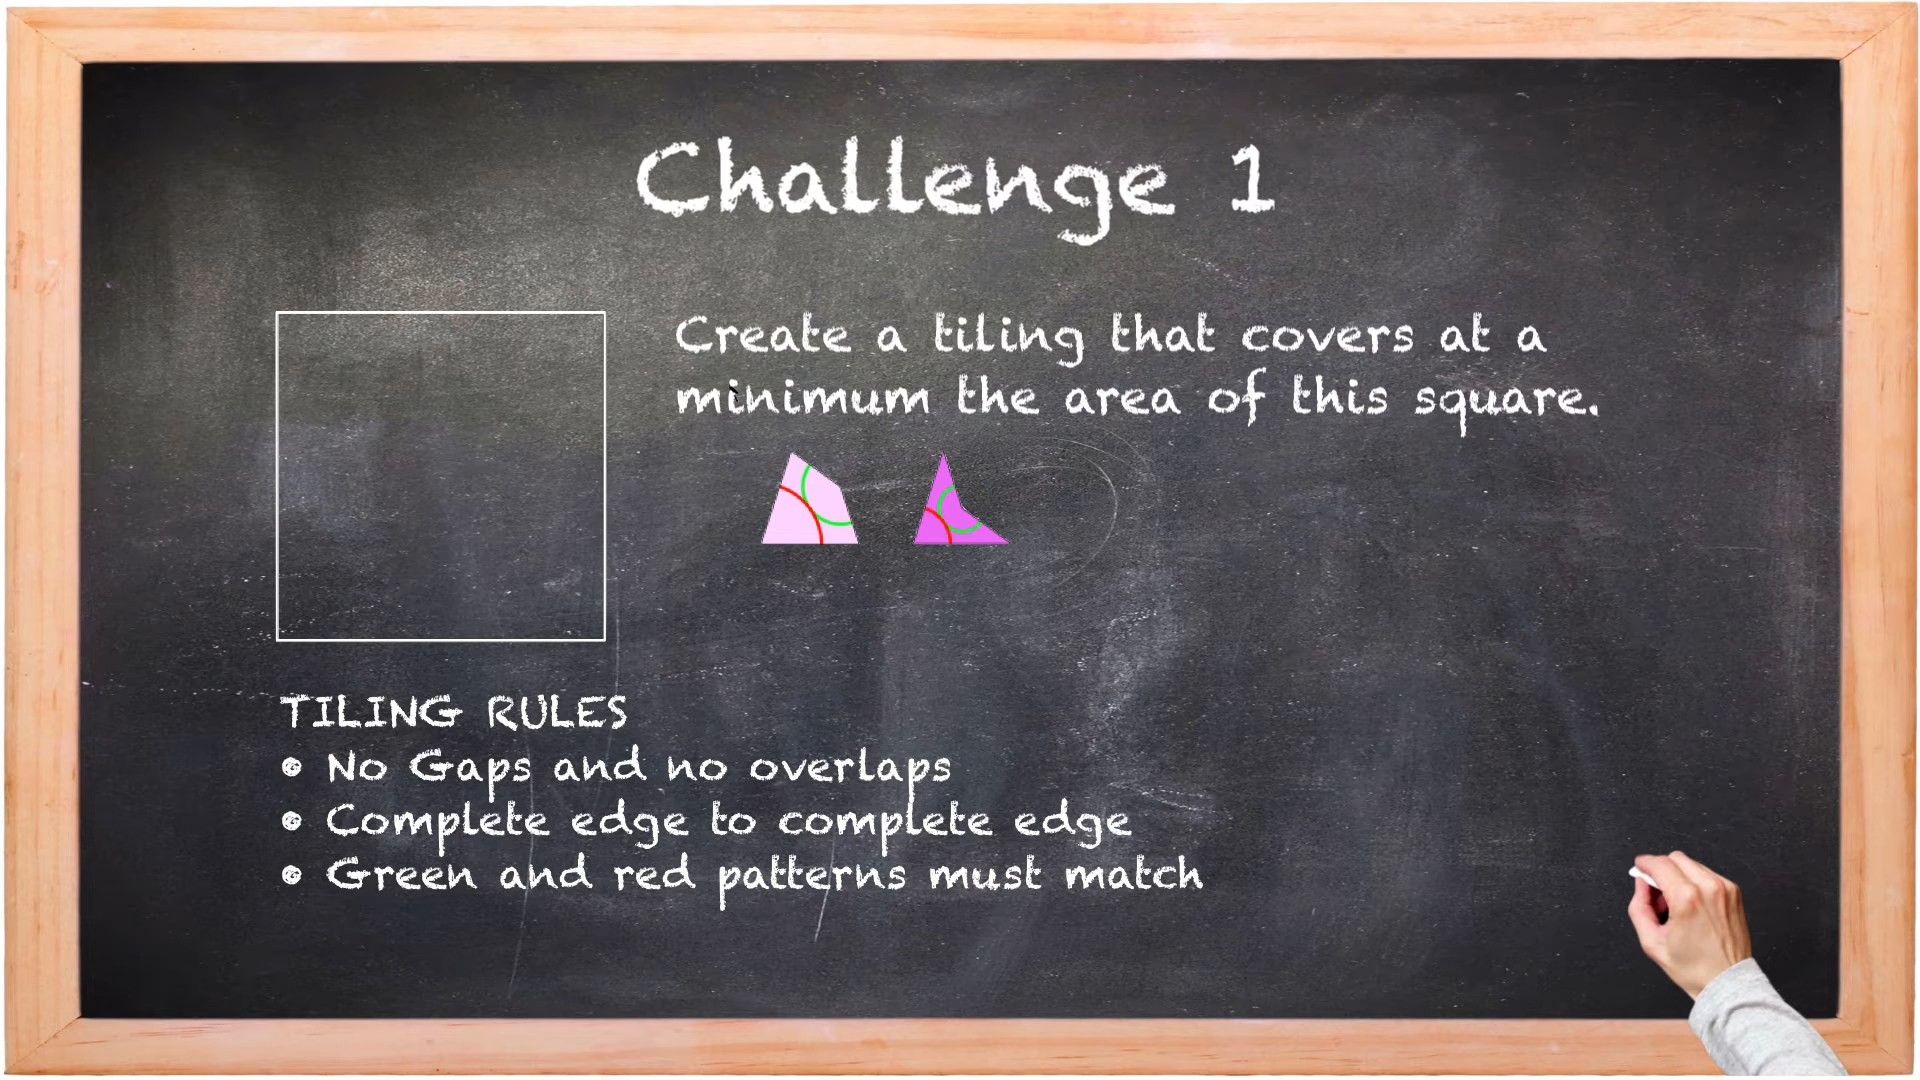 Challenge 1
Create a tiling that covers at a
minimum the area of this square.
TILING RULES
• No Gaps and no overlaps
• Complete edge to complete edge
• Green and red patterns must match